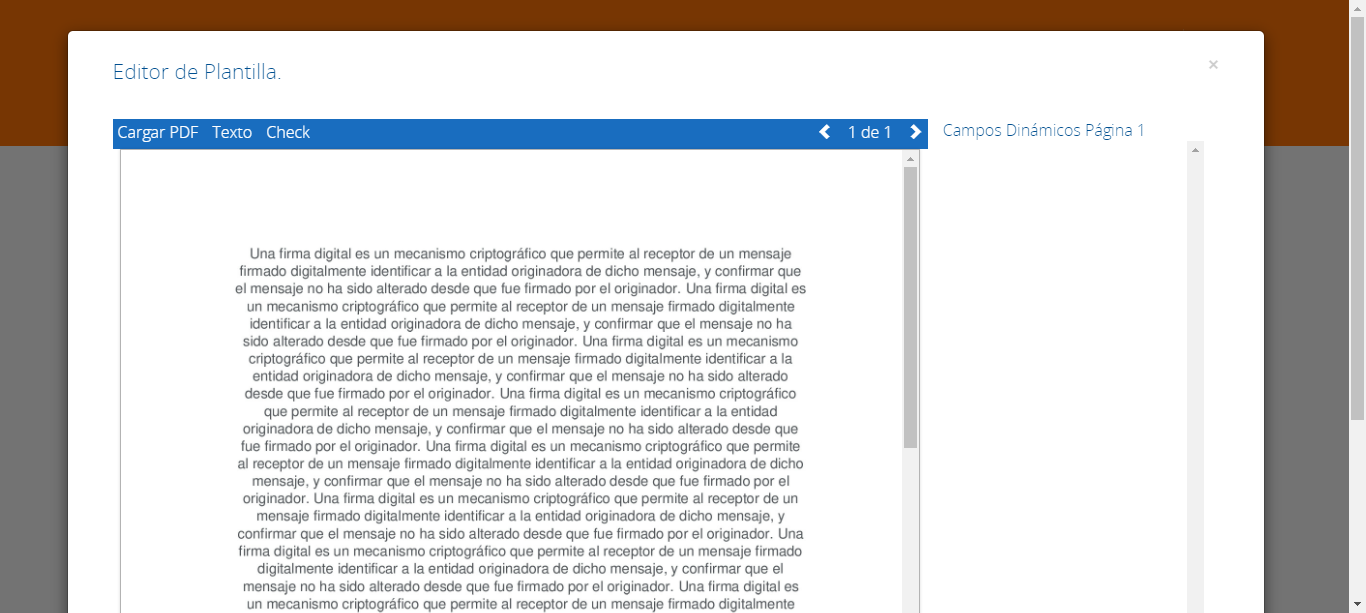 Editor de Plantilla.
×
Cargar PDF Texto Check 1 de 1
Campos Dinámicos Página 1
Una firma digital es un mecanismo criptográfico que permite al receptor de un mensaje
firmado digitalmente identificar a la entidad originadora de dicho mensaje, y confirmar que
el mensaje no ha sido alterado desde que fue firmado por el originador. Una firma digital es
un mecanismo criptográfico que permite al receptor de un mensaje firmado digitalmente
identificar a la entidad originadora de dicho mensaje, y confirmar que el mensaje no ha
sido alterado desde que fue firmado por el originador. Una firma digital es un mecanismo
criptográfico que permite al receptor de un mensaje firmado digitalmente identificar a la
entidad originadora de dicho mensaje, y confirmar que el mensaje no ha sido alterado
desde que fue firmado por el originador. Una firma digital es un mecanismo criptográfico
que permite al receptor de un mensaje firmado digitalmente identificar a la entidad
originadora de dicho mensaje, y confirmar que el mensaje no ha sido alterado desde que
fue firmado por el originador. Una firma digital es un mecanismo criptográfico que permite
al receptor de un mensaje firmado digitalmente identificar a la entidad originadora de dicho
mensaje, y confirmar que el mensaje no ha sido alterado desde que fue firmado por el
originador. Una firma digital es un mecanismo criptográfico que permite al receptor de un
mensaje firmado digitalmente identificar a la entidad originadora de dicho mensaje, y
confirmar que el mensaje no ha sido alterado desde que fue firmado por el originador. Una
firma digital es un mecanismo criptográfico que permite al receptor de un mensaje firmado
digitalmente identificar a la entidad originadora de dicho mensaje, y confirmar que el
mensaje no ha sido alterado desde que fue firmado por el originador. Una firma digital es
un mecanismo criptográfico que permite al receptor de un mensaje firmado digitalmente